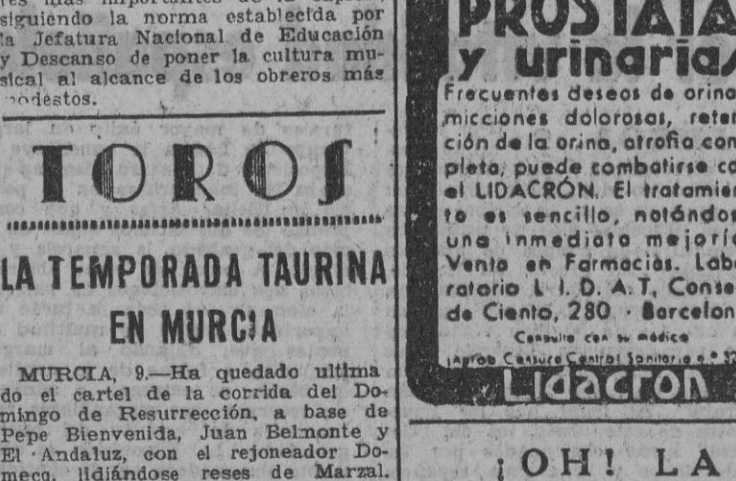 siguiendo la norma establecida por
la Jefatura Nacional de Educación
y Descanso de poner la cultura mu-
sical al alcance de los obreros más
modestos.
TOROS
LA TEMPORADA TAURINA
EN MURCIA
MURCIA, 9.—Ha quedado ultima
do el cartel de la corrida del Do-
mingo de Resurrección, a base de
Pepe Bienvenida, Juan Belmonte y
El Andaluz, con el rejoneador Do-
mecq, lidiándose reses de Marzal.
PROSTATA
y urinarias
Frecuentes deseos de orina
micciones dolorosas, reten
ción de la orina, atrofia com
pleta, puede combatirse co
el LIDACRÓN. El tratamien
to es sencillo, notándos
una inmediata mejorí
Venta en Farmacias. Labo
ratorio L. I. D. A. T, Conse
de Ciento, 280 · Barcelon
Consulte con su médico
Lidacrón
¡OH! LA